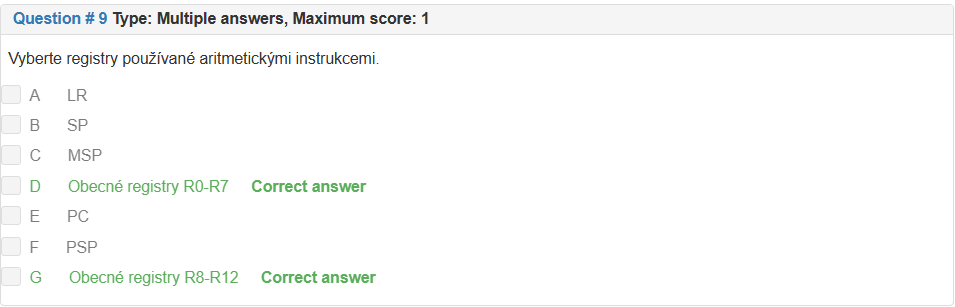 Question # 9 Type: Multiple answers, Maximum score: 1
Vyberte registry používané aritmetickými instrukcemi.
A LR
B SP
C MSP
D Obecné registry R0-R7 Correct answer
E PC
F PSP
G Obecné registry R8-R12 Correct answer